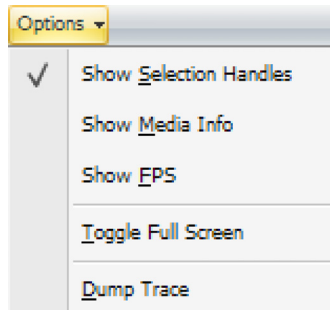 Options
Show Selection Handles
Show Media Info
Show FPS
Toggle Full Screen
Dump Trace